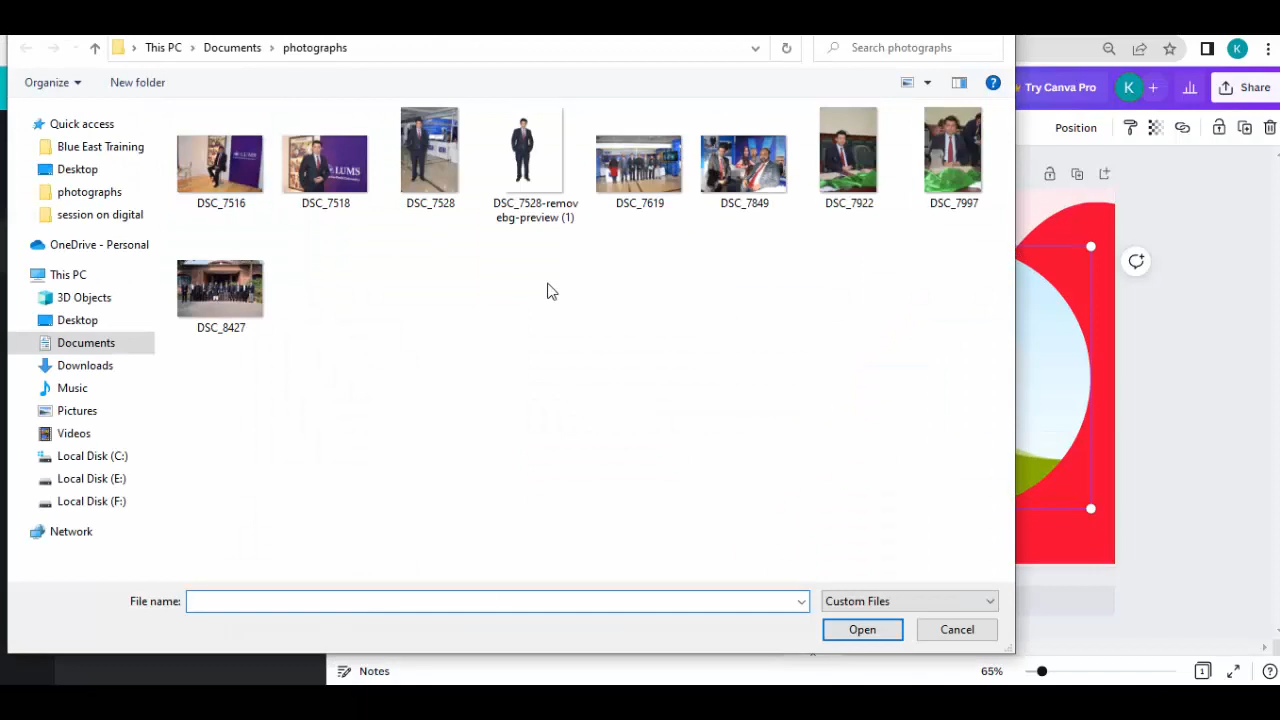 This PC > Documents > photographs
Search photographs
Organize
New folder
Try Canva Pro
K
K
Share
Position
Quick access
Blue East Training
Desktop
photographs
session on digital
OneDrive - Personal
This PC
3D Objects
Desktop
Documents
Downloads
Music
Pictures
Videos
Local Disk (C:)
Local Disk (E:)
Local Disk (F:)
Network
LUMS
LUMS
DSC_7516
DSC_7518
DSC_7528
DSC_7528-remov
ebg-preview (1)
DSC_7619
DSC_7849
DSC_7922
DSC_7997
DSC_8427
File name:
Custom Files
Open
Cancel
Notes
65%
1